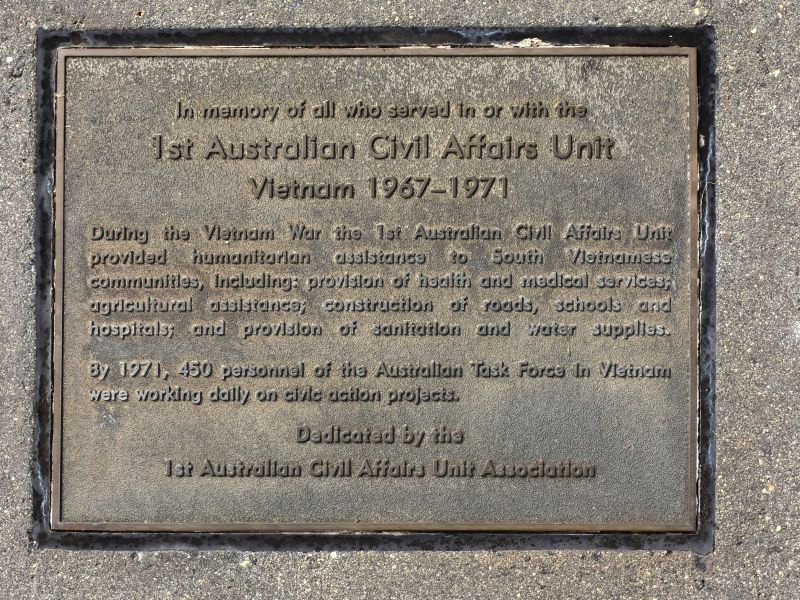 In memory of all who served in or with the
1st Australian Civil Affairs Unit
Vietnam 1967–1971
During the Vietnam War the 1st Australian Civil Affairs Unit
provided humanitarian assistance to South Vietnamese
communities, including: provision of health and medical services;
agricultural assistance; construction of roads, schools and
hospitals; and provision of sanitation and water supplies.
By 1971, 450 personnel of the Australian Task Force in Vietnam
were working daily on civic action projects.
Dedicated by the
1st Australian Civil Affairs Unit Association